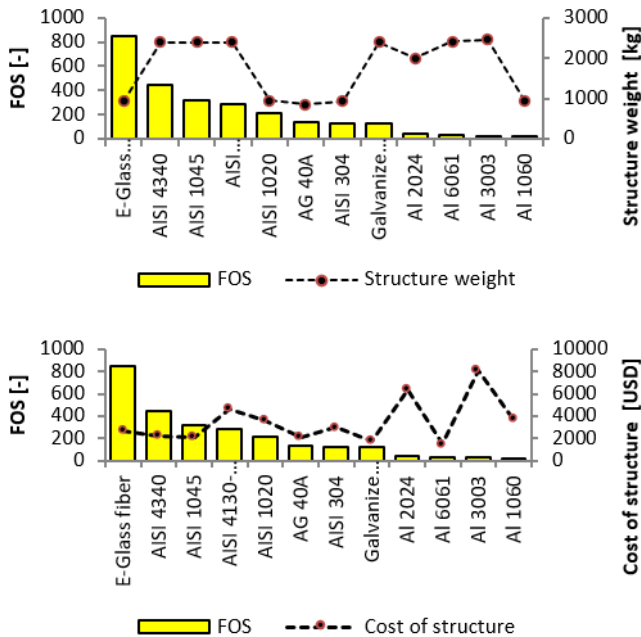 FOS [-]
1000
800
600
400
200
0
3000
2000
1000
0
Structure weight [kg]
E-Glass...
AISI 4340
AISI 1045
AISI...
AISI 1020
AG 40A
AISI 304
Galvanize...
Al 2024
Al 6061
Al 3003
Al 1060
FOS
Structure weight
FOS [-]
1000
800
600
400
200
0
10000
8000
6000
4000
2000
0
Cost of structure [USD]
E-Glass fiber
AISI 4340
AISI 1045
AISI 4130-...
AISI 1020
AG 40A
AISI 304
Galvanize...
Al 2024
Al 6061
Al 3003
Al 1060
FOS
Cost of structure